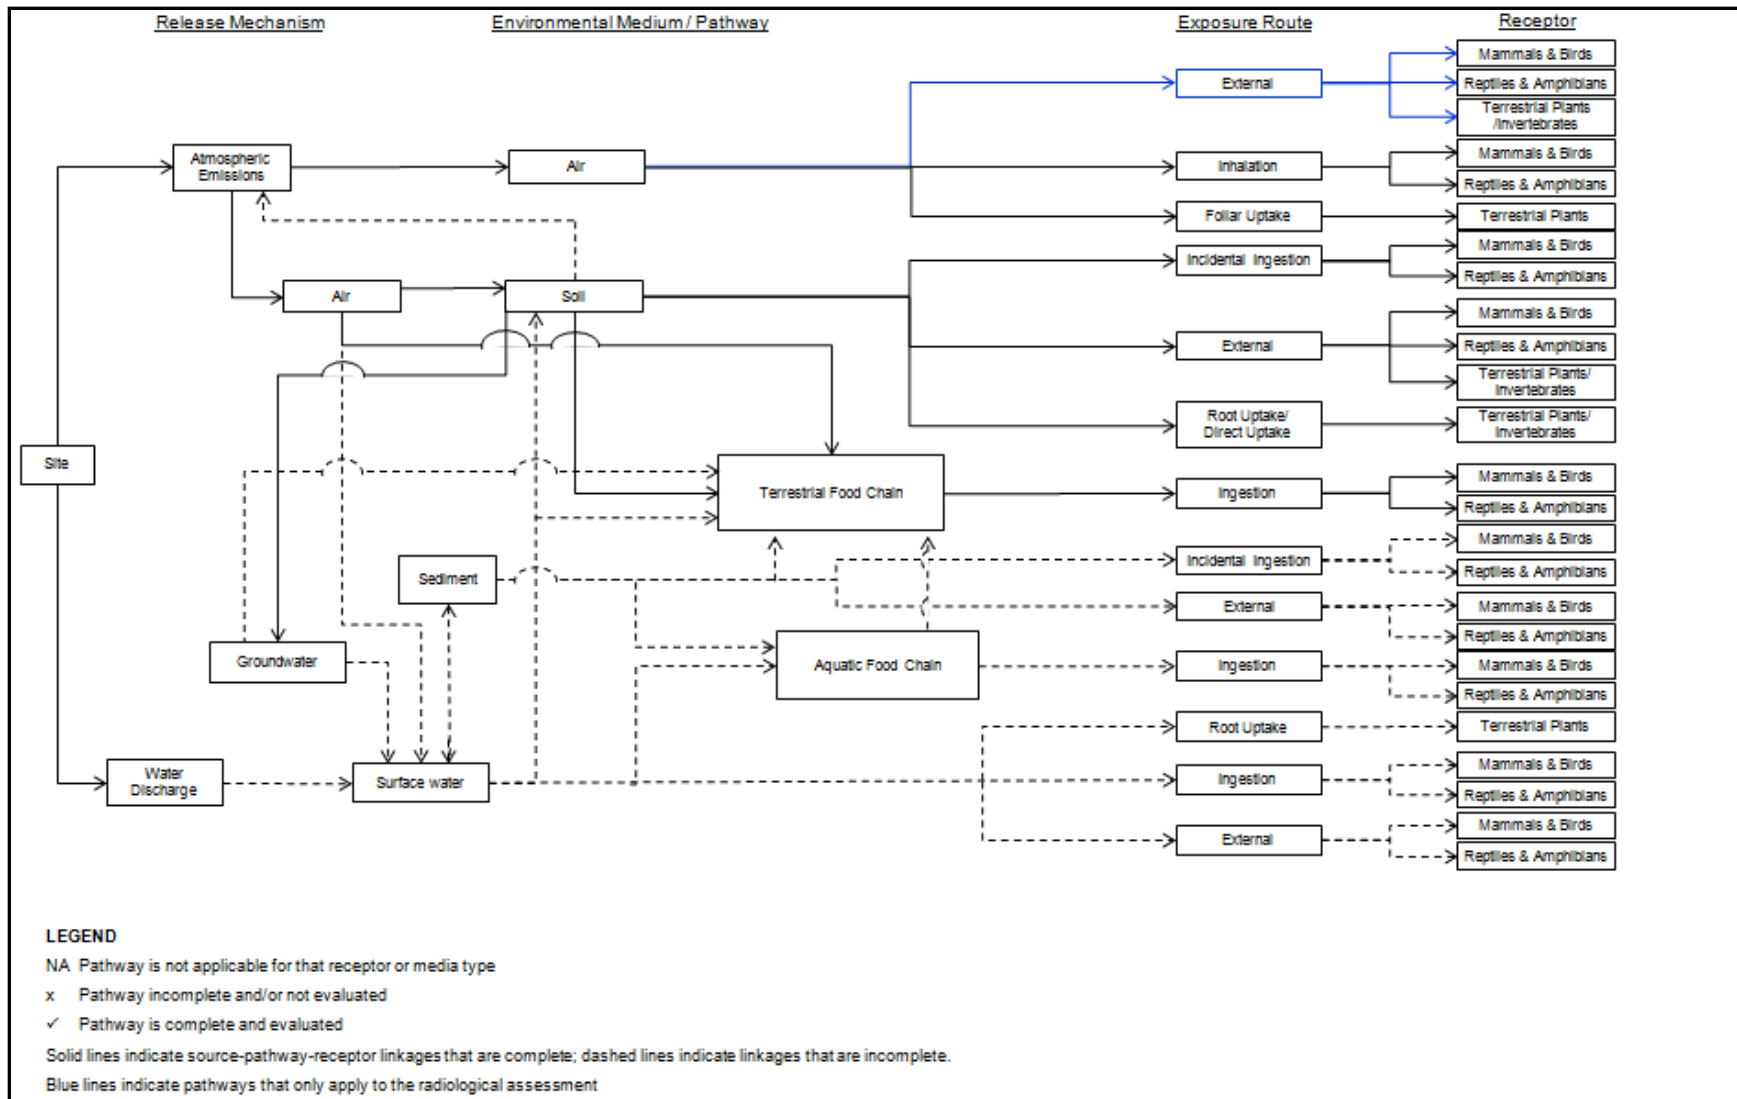 Release Mechanism
Environmental Medium / Pathway
Exposure Route
Receptor
Mammals & Birds
External
Reptiles & Amphibians
Terrestrial Plants
/Invertebrates
Atmospheric
Emissions
Air
Inhalation
Mammals & Birds
Reptiles & Amphibians
Foliar Uptake
Terrestrial Plants
Incidental Ingestion
Mammals & Birds
Reptiles & Amphibians
Air
Soil
Mammals & Birds
External
Reptiles & Amphibians
Terrestrial Plants/
Invertebrates
Root Uptake/
Direct Uptake
Terrestrial Plants/
Invertebrates
Site
Terrestrial Food Chain
Ingestion
Mammals & Birds
Reptiles & Amphibians
Sediment
Incidental Ingestion
Mammals & Birds
Reptiles & Amphibians
External
Mammals & Birds
Reptiles & Amphibians
Groundwater
Aquatic Food Chain
Ingestion
Mammals & Birds
Reptiles & Amphibians
Root Uptake
Terrestrial Plants
Water
Discharge
Surface water
Ingestion
Mammals & Birds
Reptiles & Amphibians
External
Mammals & Birds
Reptiles & Amphibians
LEGEND
NA Pathway is not applicable for that receptor or media type
x Pathway incomplete and/or not evaluated
✓ Pathway is complete and evaluated
Solid lines indicate source-pathway-receptor linkages that are complete; dashed lines indicate linkages that are incomplete.
Blue lines indicate pathways that only apply to the radiological assessment